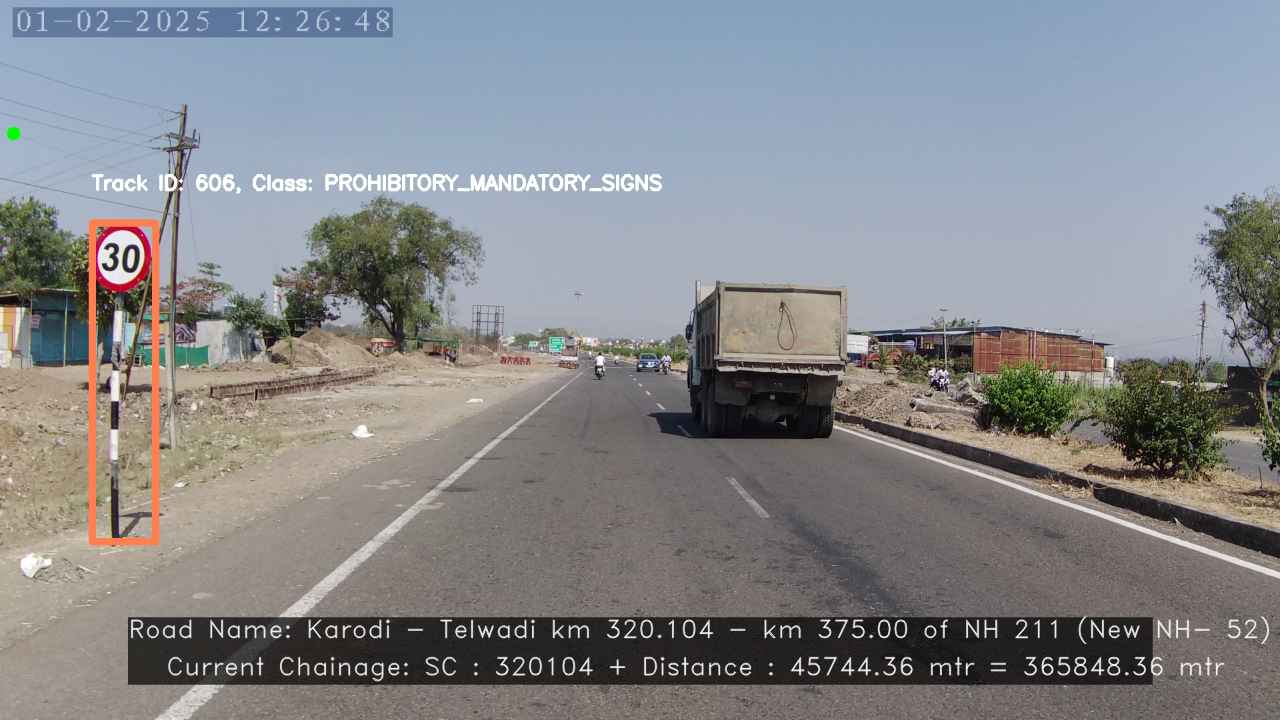 01-02-2025 12:26:48
Track ID: 606, Class: PROHIBITORY_MANDATORY_SIGNS
30
Road Name: Karodi - Telwadi km 320.104 - km 375.00 of NH 211 (New NH- 52)
Current Chainage: SC : 320104 + Distance : 45744.36 mtr = 365848.36 mtr